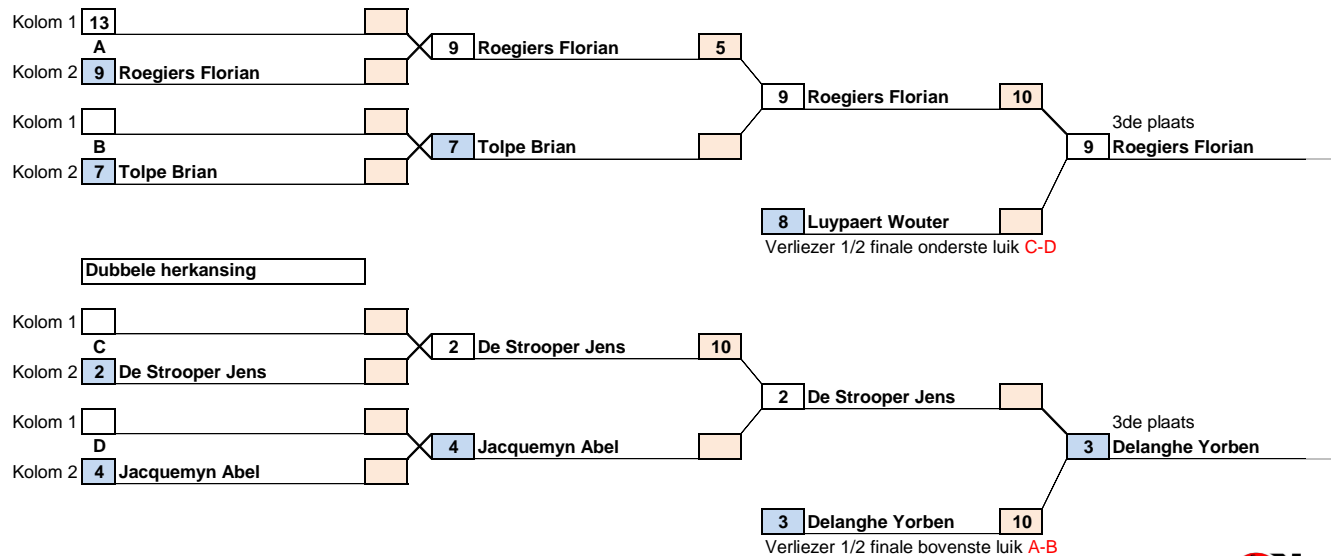 Kolom 1 13
A
9 Roegiers Florian 5
Kolom 2 9 Roegiers Florian
9 Roegiers Florian 10
Kolom 1
3de plaats
B
7 Tolpe Brian
9 Roegiers Florian
Kolom 2 7 Tolpe Brian
8 Luypaert Wouter
Verliezer 1/2 finale onderste luik C-D
Dubbele herkansing
Kolom 1
C
2 De Strooper Jens 10
Kolom 2 2 De Strooper Jens
2 De Strooper Jens
Kolom 1
3de plaats
D
4 Jacquemyn Abel
3 Delanghe Yorben
Kolom 2 4 Jacquemyn Abel
3 Delanghe Yorben 10
Verliezer 1/2 finale bovenste luik A-B